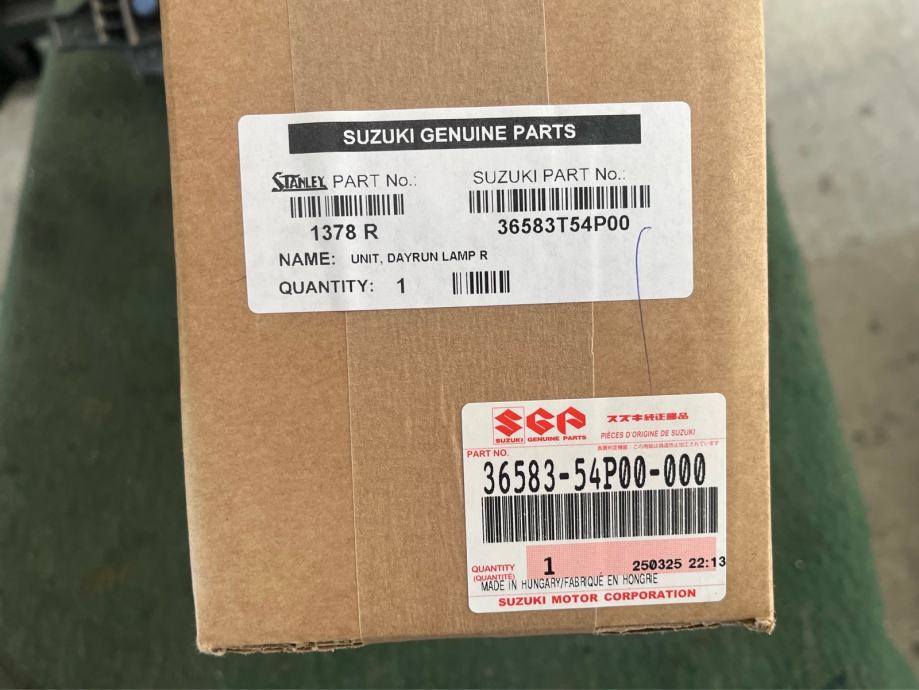 SUZUKI GENUINE PARTS
STANLEY PART No.: SUZUKI PART No.:
1378 R 36583T54P00
NAME: UNIT, DAYRUN LAMP R
QUANTITY: 1
SGP スズキ純正部品
SUZUKI GENUINE PARTS PIÈCES D'ORIGINE DE SUZUKI
PART NO.
36583-54P00-000
QUANTITY 1 250325 22:13
(QUANTITÉ)
MADE IN HUNGARY/FABRIQUÉ EN HONGRIE
SUZUKI MOTOR CORPORATION